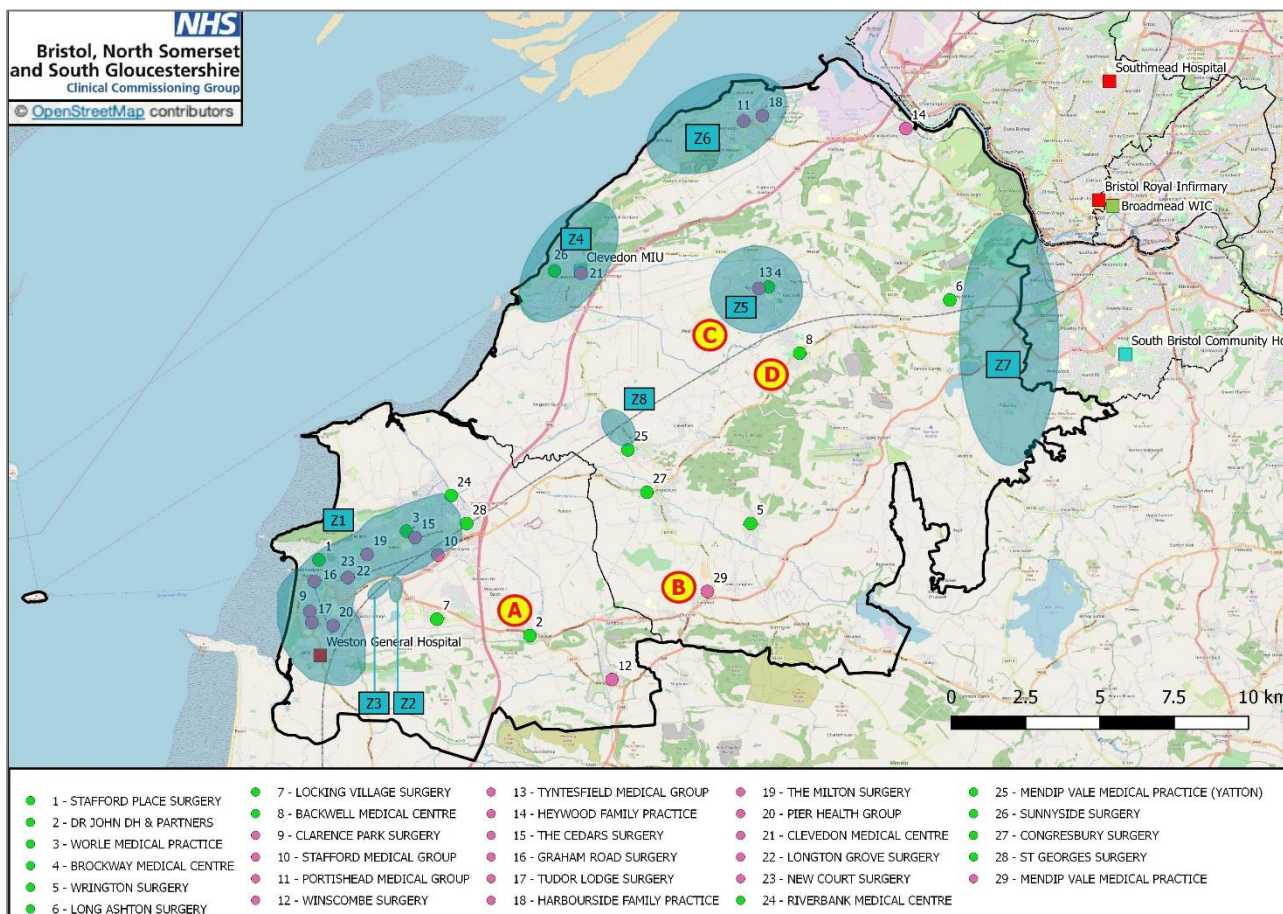 NHS
Bristol, North Somerset
and South Gloucestershire
Clinical Commissioning Group
© OpenStreetMap contributors
Southmead Hospital
11
18
14
Z6
Bristol Royal Infirmary
Broadmead WIC
Z4
Clevedon MIU
26
21
13 4
Z5
6
C
8
D
Z7
South Bristol Community Ho
Z8
25
24
27
28
5
Z1
3
15
19
10
1
23
22
16
9
17
20
7
A
2
B
29
Weston General Hospital
12
Z3
Z2
0 2.5 5 7.5 10 km
1 - STAFFORD PLACE SURGERY
2 - DR JOHN DH & PARTNERS
3 - WORLE MEDICAL PRACTICE
4 - BROCKWAY MEDICAL CENTRE
5 - WRINGTON SURGERY
6 - LONG ASHTON SURGERY
7 - LOCKING VILLAGE SURGERY
8 - BACKWELL MEDICAL CENTRE
9 - CLARENCE PARK SURGERY
10 - STAFFORD MEDICAL GROUP
11 - PORTISHEAD MEDICAL GROUP
12 - WINSCOMBE SURGERY
13 - TYNTESFIELD MEDICAL GROUP
14 - HEYWOOD FAMILY PRACTICE
15 - THE CEDARS SURGERY
16 - GRAHAM ROAD SURGERY
17 - TUDOR LODGE SURGERY
18 - HARBOURSIDE FAMILY PRACTICE
19 - THE MILTON SURGERY
20 - PIER HEALTH GROUP
21 - CLEVEDON MEDICAL CENTRE
22 - LONGTON GROVE SURGERY
23 - NEW COURT SURGERY
24 - RIVERBANK MEDICAL CENTRE
25 - MENDIP VALE MEDICAL PRACTICE (YATTON)
26 - SUNNYSIDE SURGERY
27 - CONGRESBURY SURGERY
28 - ST GEORGES SURGERY
29 - MENDIP VALE MEDICAL PRACTICE